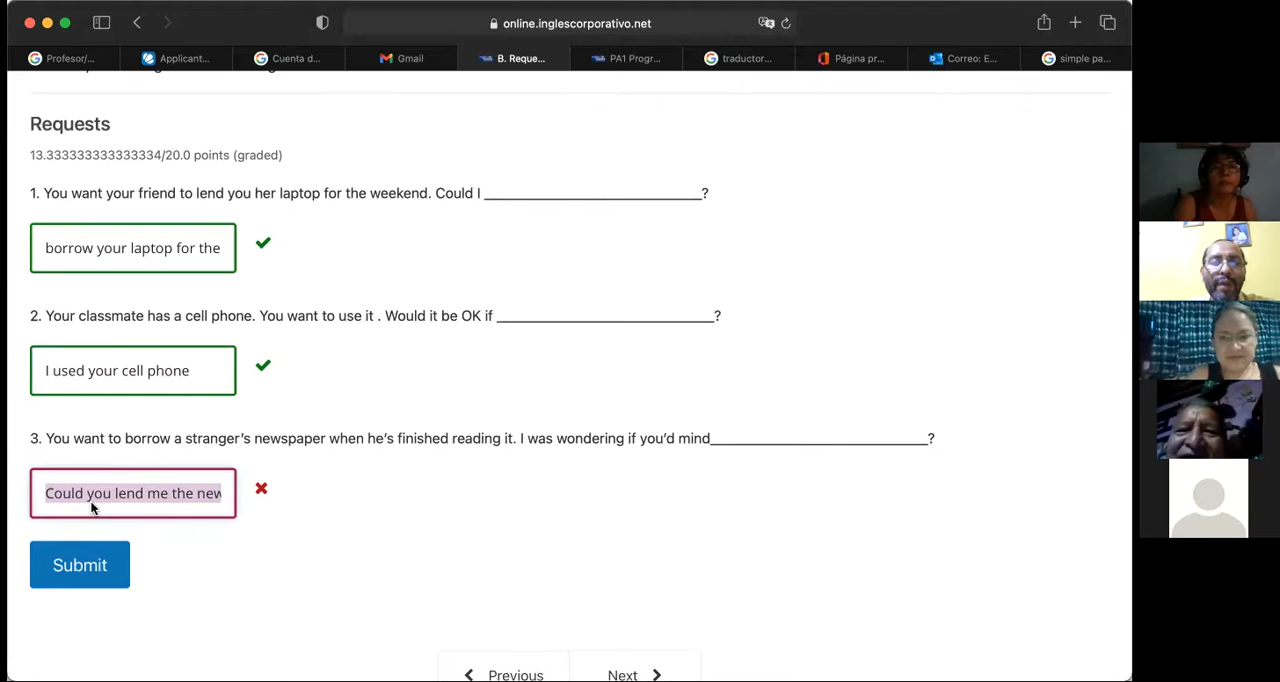 online.inglescorporativo.net
Profesor/... Applicant... Cuenta d... Gmail B. Reque... PA1 Progr... traductor... Página pr... Correo: E... simple pa...
Requests
13.333333333333334/20.0 points (graded)
1. You want your friend to lend you her laptop for the weekend. Could I ____________________________?
borrow your laptop for the
2. Your classmate has a cell phone. You want to use it . Would it be OK if ____________________________?
I used your cell phone
3. You want to borrow a stranger’s newspaper when he’s finished reading it. I was wondering if you’d mind____________________________?
Could you lend me the new
Submit
Previous Next